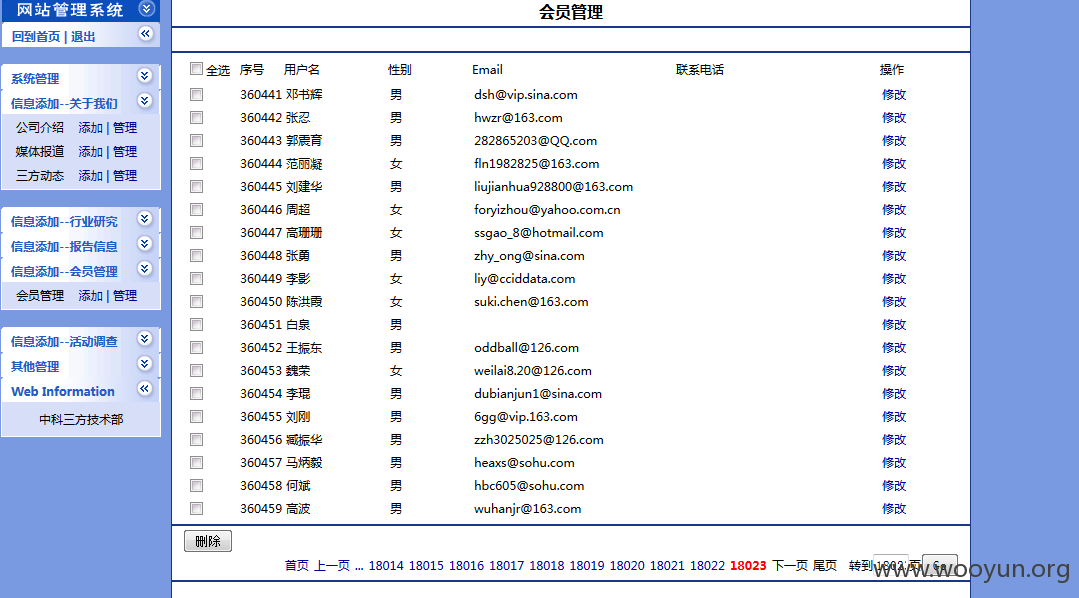 网站管理系统
回到首页 | 退出
系统管理
信息添加--关于我们
公司介绍 添加 | 管理
媒体报道 添加 | 管理
三方动态 添加 | 管理
信息添加--行业研究
信息添加--报告信息
信息添加--会员管理
会员管理 添加 | 管理
信息添加--活动调查
其他管理
Web Information
中科三方技术部
会员管理
全选 序号 用户名 性别 Email 联系电话 操作
360441 邓书辉 男 dsh@vip.sina.com 修改
360442 张忍 男 hwzr@163.com 修改
360443 郭震育 男 282865203@QQ.com 修改
360444 范丽凝 女 fln1982825@163.com 修改
360445 刘建华 男 liujianhua928800@163.com 修改
360446 周超 女 foryizhou@yahoo.com.cn 修改
360447 高珊珊 女 ssgao_8@hotmail.com 修改
360448 张勇 男 zhy_ong@sina.com 修改
360449 李影 女 liy@cciddata.com 修改
360450 陈洪霞 女 suki.chen@163.com 修改
360451 白泉 男 修改
360452 王振东 男 oddball@126.com 修改
360453 魏荣 女 weilai8.20@126.com 修改
360454 李琨 男 dubianjun1@sina.com 修改
360455 刘刚 男 6gg@vip.163.com 修改
360456 臧振华 男 zzh3025025@126.com 修改
360457 马炳毅 男 heaxs@sohu.com 修改
360458 何斌 男 hbc605@sohu.com 修改
360459 高波 男 wuhanjr@163.com 修改
删除
首页 上一页 ... 18014 18015 18016 18017 18018 18019 18020 18021 18022 18023 下一页 尾页 转到 页
www.wooyun.org